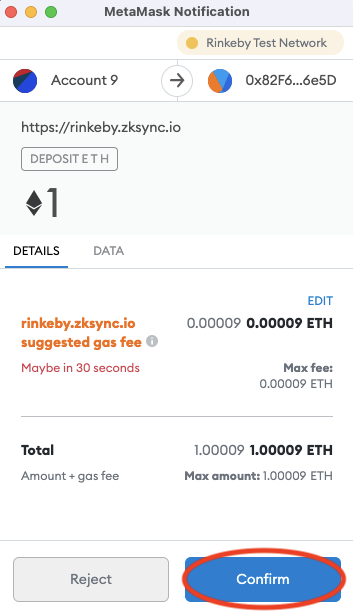 MetaMask Notification
Rinkeby Test Network
Account 9 0x82F6...6e5D
https://rinkeby.zksync.io
DEPOSIT E T H
1
DETAILS DATA
EDIT
rinkeby.zksync.io 0.00009 0.00009 ETH
suggested gas fee
Maybe in 30 seconds Max fee:
0.00009 ETH
Total 1.00009 1.00009 ETH
Amount + gas fee Max amount: 1.00009 ETH
Reject Confirm